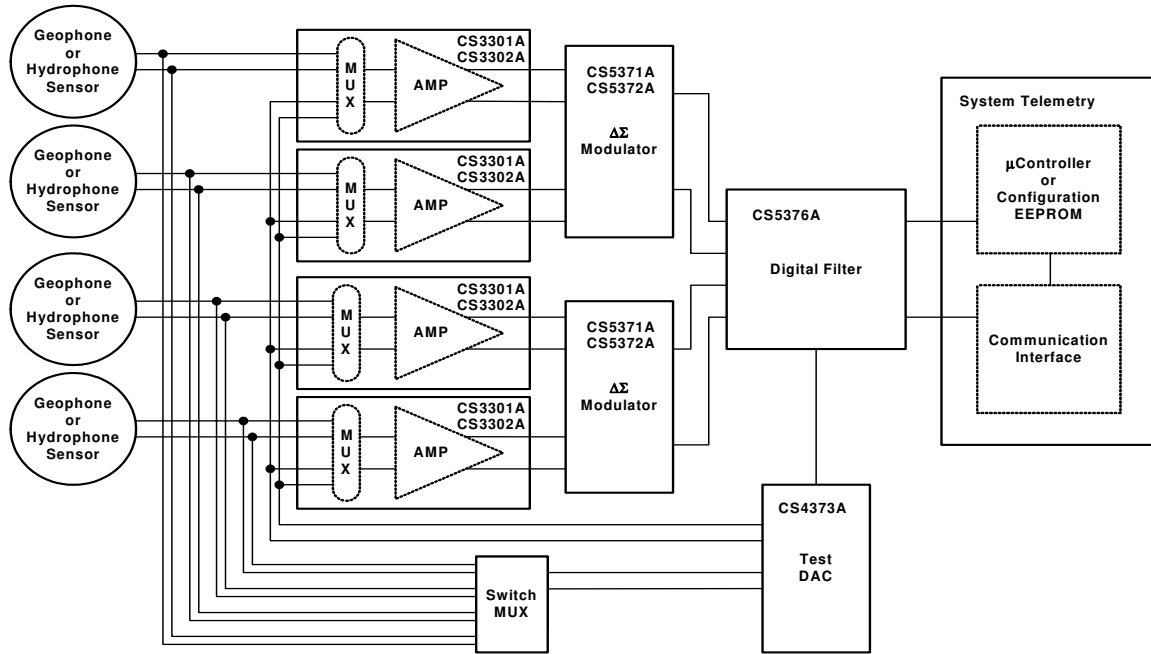 Geophone
or
Hydrophone
Sensor
M
U
X
AMP
CS3301A
CS3302A
CS5371A
CS5372A
ΔΣ
Modulator
Geophone
or
Hydrophone
Sensor
M
U
X
AMP
CS3301A
CS3302A
System Telemetry
µController
or
Configuration
EEPROM
CS5376A
Digital Filter
Geophone
or
Hydrophone
Sensor
M
U
X
AMP
CS3301A
CS3302A
CS5371A
CS5372A
ΔΣ
Modulator
Communication
Interface
Geophone
or
Hydrophone
Sensor
M
U
X
AMP
CS3301A
CS3302A
CS4373A
Test
DAC
Switch
MUX